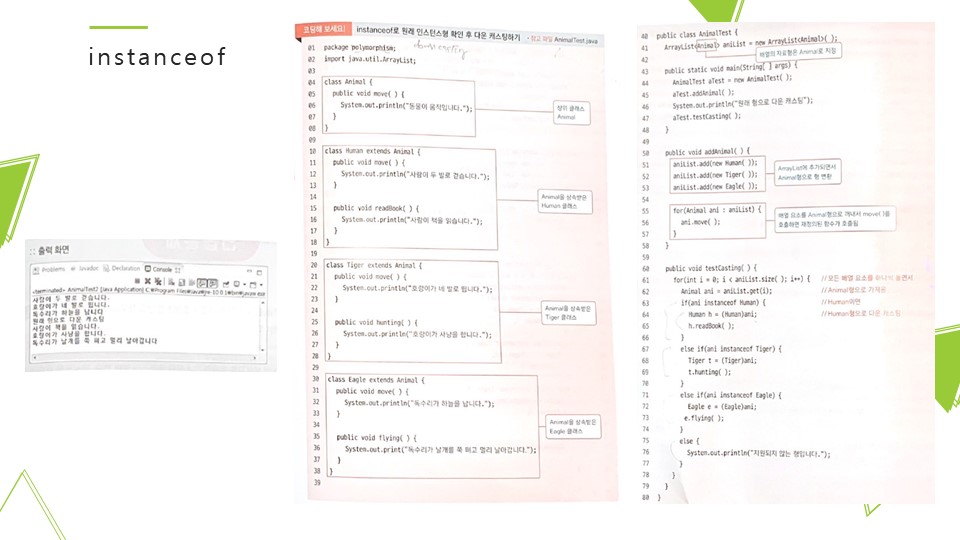 instanceof
:: 출력 화면
Problems Javadoc Declaration Console
<terminated> AnimalTest2 [Java Application]
사람이 두 발로 걷습니다.
호랑이가 네 발로 뜁니다.
독수리가 하늘을 납니다
원래 형으로 다운 캐스팅
사람이 책을 읽습니다.
호랑이가 사냥을 합니다.
독수리가 날개를 쭉 펴고 멀리 날아갑니다
코딩해 보세요! instanceof로 원래 인스턴스형 확인 후 다운 캐스팅하기 · 참고 파일 AnimalTest.java
01 package polymorphism;
02 import java.util.ArrayList;
03
04 class Animal {
05 public void move( ) {
06 System.out.println("동물이 움직입니다.");
07 }
08 }
상위 클래스
Animal
09
10 class Human extends Animal {
11 public void move( ) {
12 System.out.println("사람이 두 발로 걷습니다.");
13 }
14
15 public void readBook( ) {
16 System.out.println("사람이 책을 읽습니다.");
17 }
18 }
Animal을 상속받은
Human 클래스
19
20 class Tiger extends Animal {
21 public void move( ) {
22 System.out.println("호랑이가 네 발로 뜁니다.");
23 }
24
25 public void hunting( ) {
26 System.out.println("호랑이가 사냥을 합니다.");
27 }
28 }
Animal을 상속받은
Tiger 클래스
29
30 class Eagle extends Animal {
31 public void move( ) {
32 System.out.println("독수리가 하늘을 납니다.");
33 }
34
35 public void flying( ) {
36 System.out.print("독수리가 날개를 쭉 펴고 멀리 날아갑니다.");
37 }
38 }
Animal을 상속받은
Eagle 클래스
39
40 public class AnimalTest {
41 ArrayList<Animal> aniList = new ArrayList<Animal>( );
배열의 자료형은 Animal로 지정
42
43 public static void main(String[ ] args) {
44 AnimalTest aTest = new AnimalTest( );
45 aTest.addAnimal( );
46 System.out.println("원래 형으로 다운 캐스팅");
47 aTest.testCasting( );
48 }
49
50 public void addAnimal( ) {
51 aniList.add(new Human( ));
52 aniList.add(new Tiger( ));
53 aniList.add(new Eagle( ));
ArrayList에 추가되면서
Animal형으로 형 변환
54
55 for(Animal ani : aniList) {
56 ani.move( );
57 }
배열 요소를 Animal형으로 꺼내서 move( )를
호출하면 재정의된 함수가 호출됨
58 }
59
60 public void testCasting( ) {
61 for(int i = 0; i < aniList.size( ); i++) { //모든 배열 요소를 하나씩 돌면서
62 Animal ani = aniList.get(i); //Animal형으로 가져옴
63 if(ani instanceof Human) { //Human이면
64 Human h = (Human)ani; //Human형으로 다운 캐스팅
65 h.readBook( );
66 }
67 else if(ani instanceof Tiger) {
68 Tiger t = (Tiger)ani;
69 t.hunting( );
70 }
71 else if(ani instanceof Eagle) {
72 Eagle e = (Eagle)ani;
73 e.flying( );
74 }
75 else {
76 System.out.println("지원되지 않는 형입니다.");
77 }
78 }
79 }
80 }